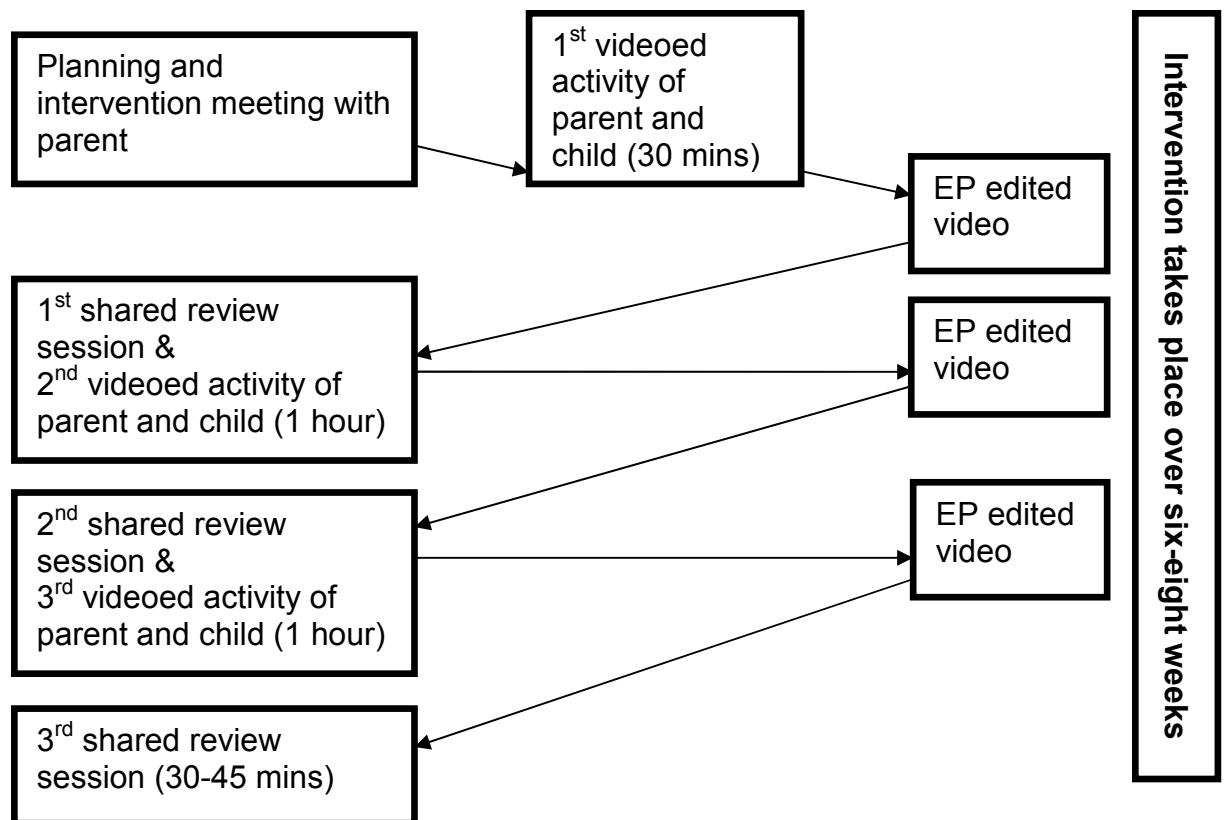 Planning and
intervention meeting with
parent
1st videoed
activity of
parent and
child (30 mins)
EP edited
video
1st shared review
session &
2nd videoed activity of
parent and child (1 hour)
EP edited
video
2nd shared review
session &
3rd videoed activity of
parent and child (1 hour)
EP edited
video
3rd shared review
session (30-45 mins)
Intervention takes place over six-eight weeks